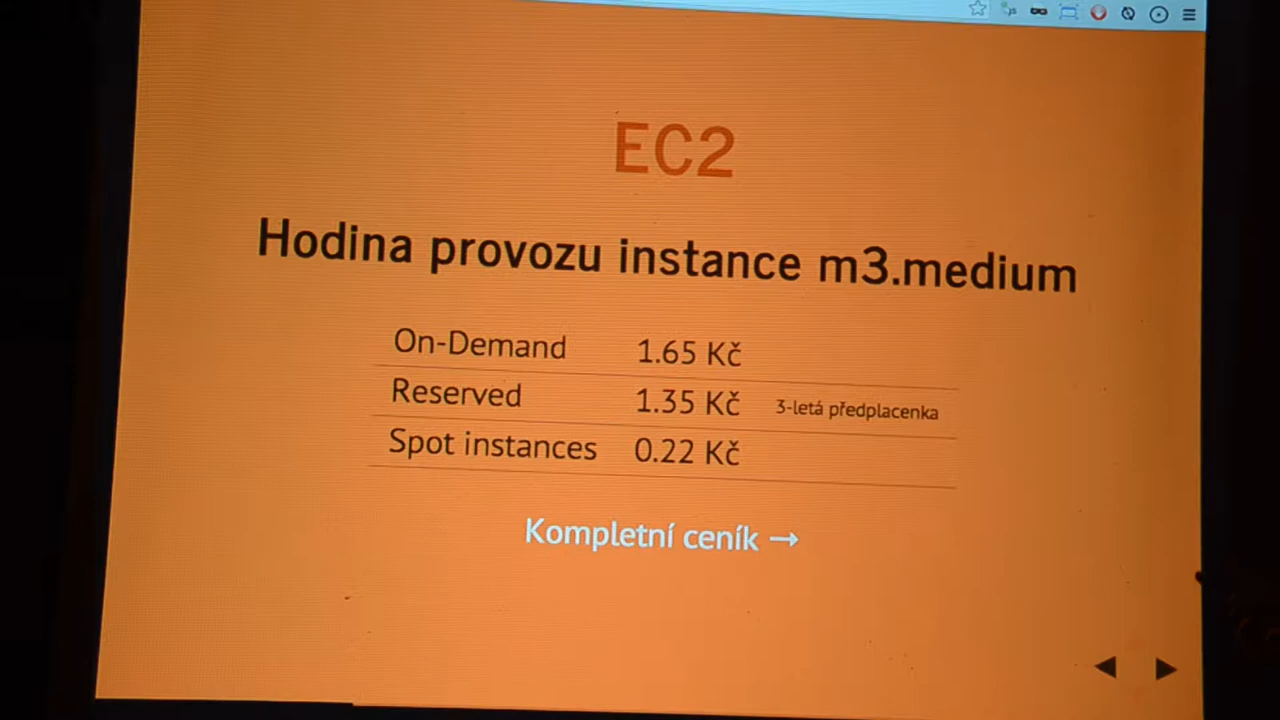 EC2
Hodina provozu instance m3.medium
On-Demand 1.65 Kč
Reserved 1.35 Kč 3-letá předplacenka
Spot instances 0.22 Kč
Kompletní ceník →